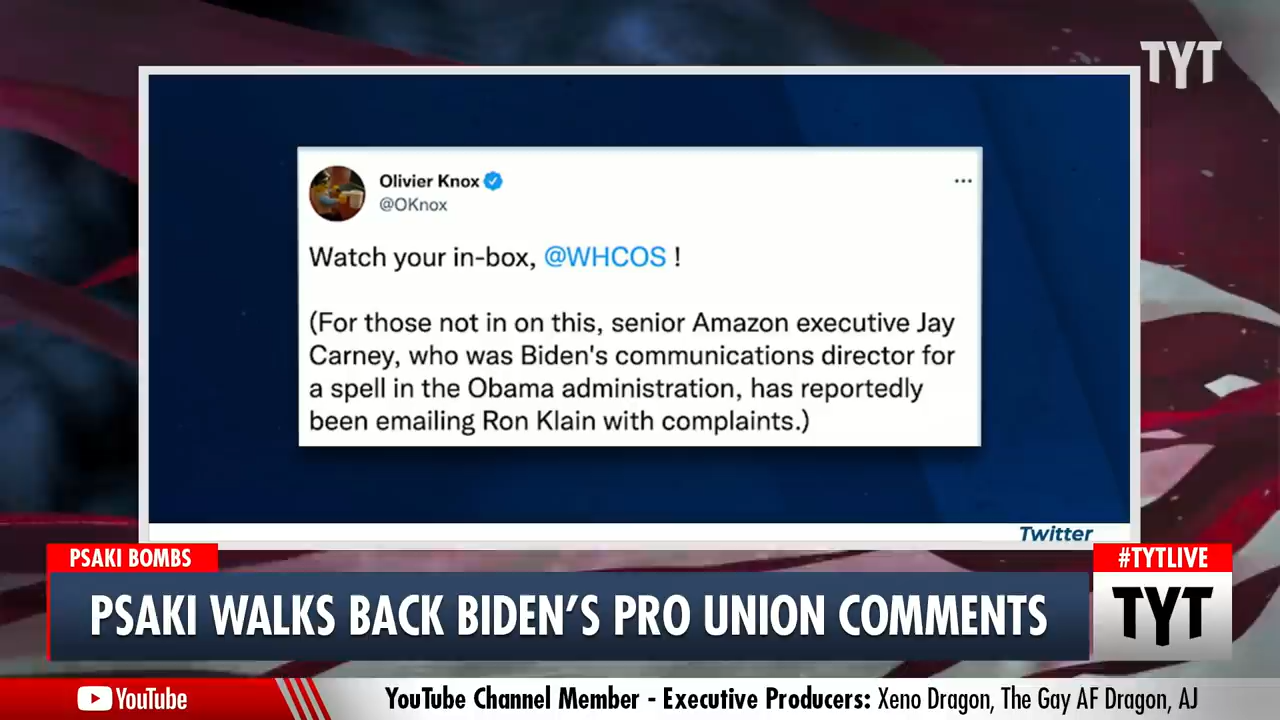 TYT
Olivier Knox
@OKnox
...
Watch your in-box, @WHCOS !
(For those not in on this, senior Amazon executive Jay
Carney, who was Biden's communications director for
a spell in the Obama administration, has reportedly
been emailing Ron Klain with complaints.)
Twitter
PSAKI BOMBS
#TYTLIVE
PSAKI WALKS BACK BIDEN’S PRO UNION COMMENTS
TYT
YouTube
YouTube Channel Member - Executive Producers: Xeno Dragon, The Gay AF Dragon, AJ